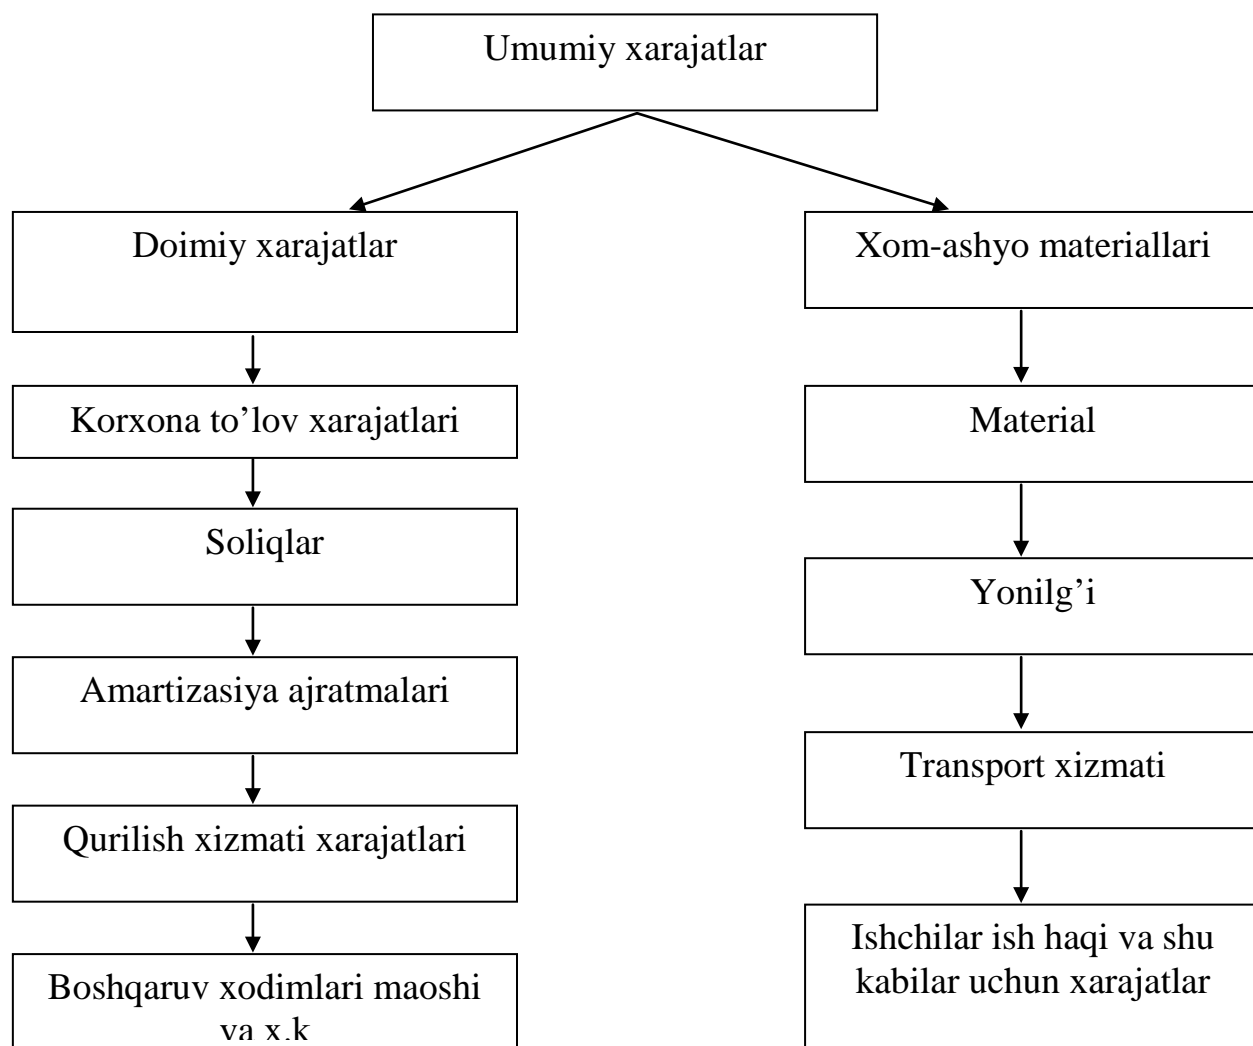 Umumiy xarajatlar
Doimiy xarajatlar
Korxona to’lov xarajatlari
Soliqlar
Amartizasiya ajratmalari
Qurilish xizmati xarajatlari
Boshqaruv xodimlari maoshi
va x.k
Xom-ashyo materiallari
Material
Yonilg’i
Transport xizmati
Ishchilar ish haqi va shu
kabilar uchun xarajatlar